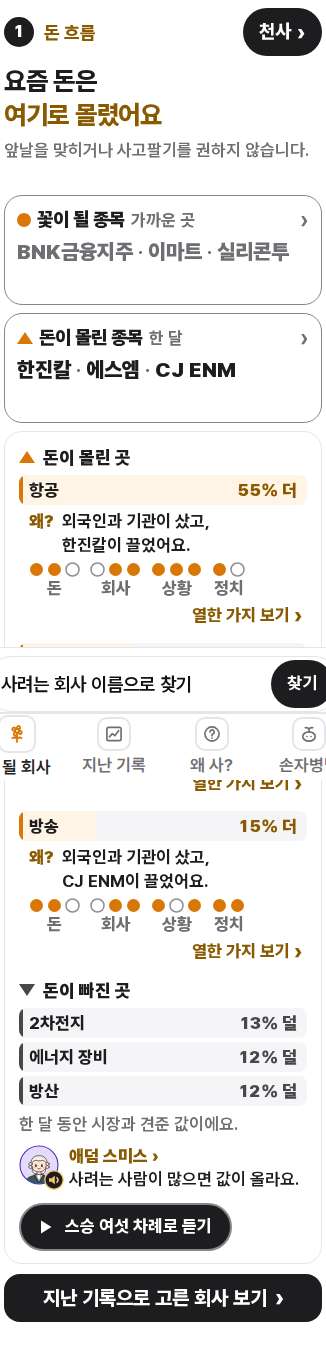 1 돈 흐름
천사 ›
요즘 돈은
여기로 몰렸어요
앞날을 맞히거나 사고팔기를 권하지 않습니다.
꽃이 될 종목 가까운 곳 ›
BNK금융지주 · 이마트 · 실리콘투
돈이 몰린 종목 한 달 ›
한진칼 · 에스엠 · CJ ENM
돈이 몰린 곳
항공 55% 더
왜? 외국인과 기관이 샀고,
한진칼이 끌었어요.
돈 회사 상황 정치
열한 가지 보기 ›
사려는 회사 이름으로 찾기 찾기
될 회사 지난 기록 왜 사? 손자병법
열한 가지 보기 ›
방송 15% 더
왜? 외국인과 기관이 샀고,
CJ ENM이 끌었어요.
돈 회사 상황 정치
열한 가지 보기 ›
돈이 빠진 곳
2차전지 13% 덜
에너지 장비 12% 덜
방산 12% 덜
한 달 동안 시장과 견준 값이에요.
애덤 스미스 ›
사려는 사람이 많으면 값이 올라요.
스승 여섯 차례로 듣기
지난 기록으로 고른 회사 보기 ›